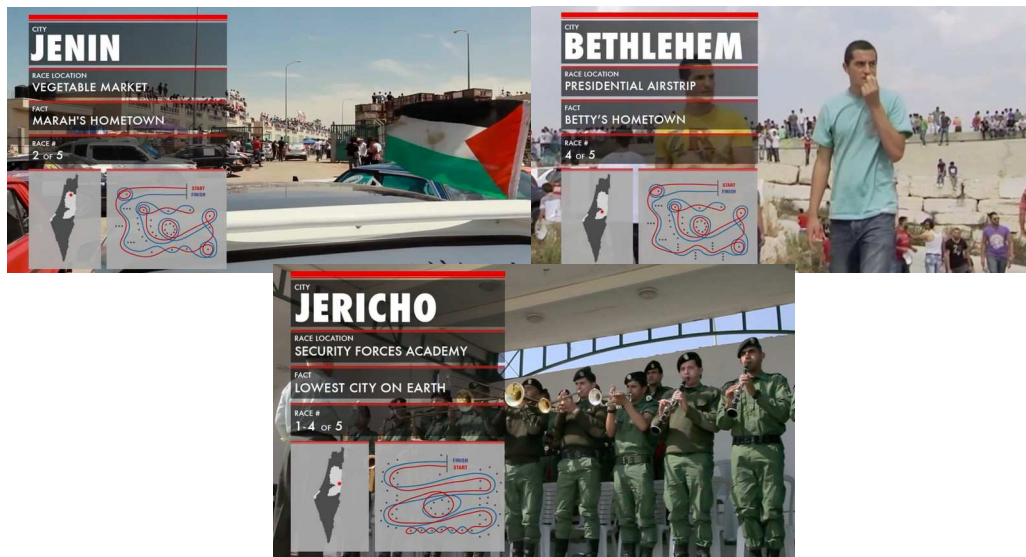 CITY
JENIN
RACE LOCATION
VEGETABLE MARKET
FACT
MARAH'S HOMETOWN
RACE #
2 OF 5
START
FINISH
CITY
BETHLEHEM
RACE LOCATION
PRESIDENTIAL AIRSTRIP
FACT
BETTY'S HOMETOWN
RACE #
4 OF 5
START
FINISH
CITY
JERICHO
RACE LOCATION
SECURITY FORCES ACADEMY
FACT
LOWEST CITY ON EARTH
RACE #
1-4 OF 5
FINISH
START